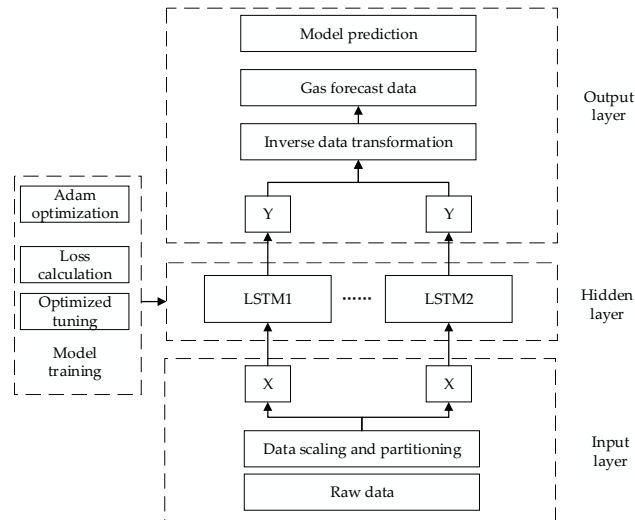 Model prediction
Gas forecast data
Output
layer
Inverse data transformation
Adam
optimization
Y
Y
Loss
calculation
LSTM1
······
LSTM2
Hidden
layer
Optimized
tuning
Model
training
X
X
Data scaling and partitioning
Input
layer
Raw data